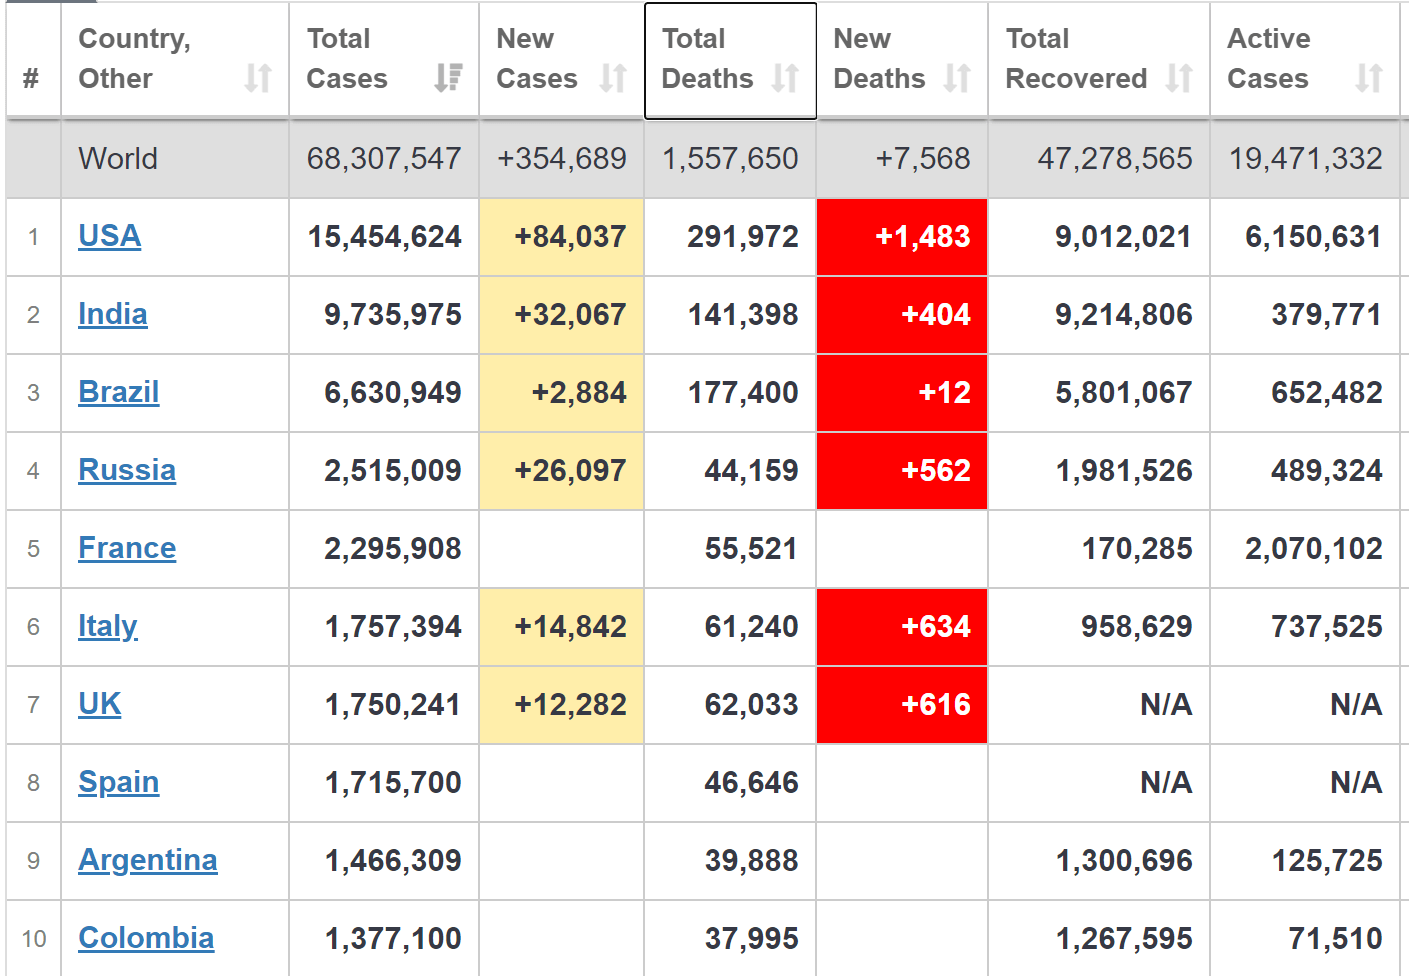 # Country, Other Total Cases New Cases Total Deaths New Deaths Total Recovered Active Cases
World 68,307,547 +354,689 1,557,650 +7,568 47,278,565 19,471,332
1 USA 15,454,624 +84,037 291,972 +1,483 9,012,021 6,150,631
2 India 9,735,975 +32,067 141,398 +404 9,214,806 379,771
3 Brazil 6,630,949 +2,884 177,400 +12 5,801,067 652,482
4 Russia 2,515,009 +26,097 44,159 +562 1,981,526 489,324
5 France 2,295,908 55,521 170,285 2,070,102
6 Italy 1,757,394 +14,842 61,240 +634 958,629 737,525
7 UK 1,750,241 +12,282 62,033 +616 N/A N/A
8 Spain 1,715,700 46,646 N/A N/A
9 Argentina 1,466,309 39,888 1,300,696 125,725
10 Colombia 1,377,100 37,995 1,267,595 71,510